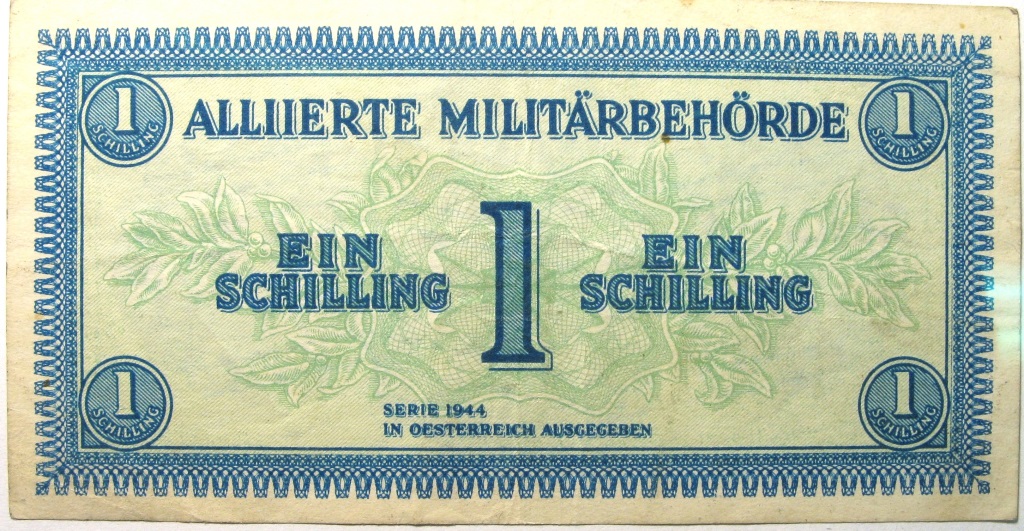 1 SCHILLING
ALLIIERTE MILITÄRBEHÖRDE
1 SCHILLING
EIN SCHILLING
1
EIN SCHILLING
1 SCHILLING
SERIE 1944
IN OESTERREICH AUSGEGEBEN
1 SCHILLING